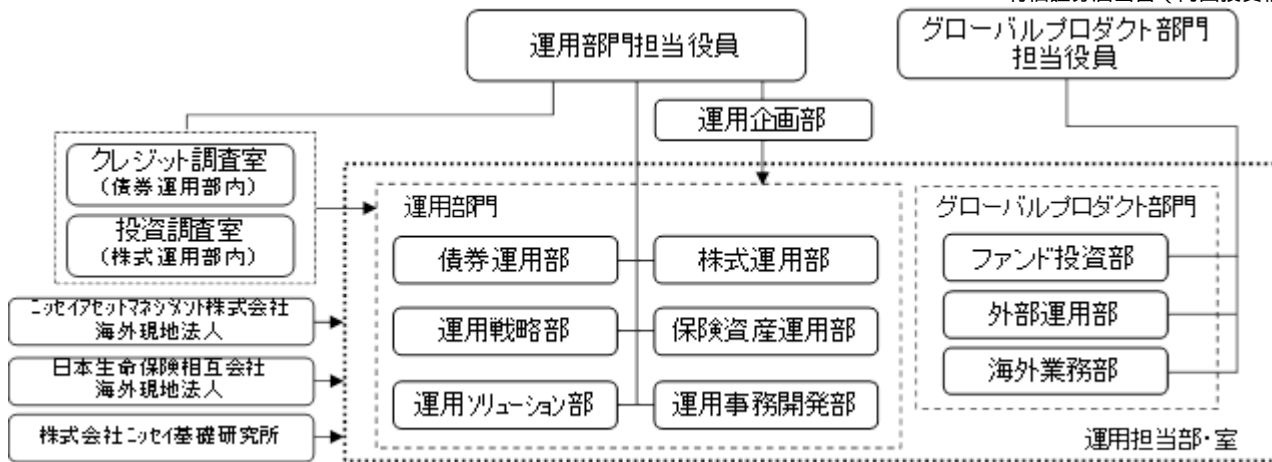 運用部門担当役員
グローバルプロダクト部門
担当役員
運用企画部
クレジット調査室
(債券運用部内)
投資調査室
(株式運用部内)
運用部門
グローバルプロダクト部門
債券運用部
株式運用部
ファンド投資部
ニッセイアセットマネジメント株式会社
海外現地法人
運用戦略部
保険資産運用部
外部運用部
日本生命保険相互会社
海外現地法人
海外業務部
運用ソリューション部
運用事務開発部
株式会社ニッセイ基礎研究所
運用担当部・室